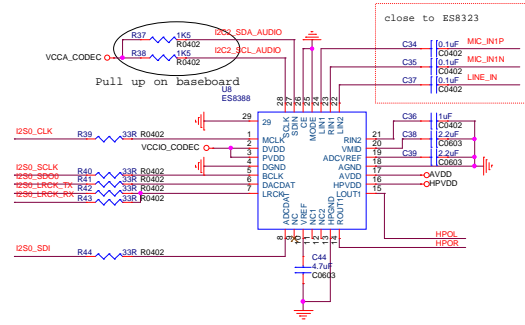 close to ES8323
R37 1K5 I2C2_SDA_AUDIO
R0402
R38 1K5 I2C2_SCL_AUDIO
R0402
VCCA_CODEC
Pull up on baseboard
C34 0.1uF MIC_IN1P
C0402
C35 0.1uF MIC_IN1N
C0402
C37 0.1uF LINE_IN
C0402
U8
ES8388
28 27 26 25 24 23 22
SCLK SDIN CE MODE LIN1 RIN1 LIN2
29 29
I2S0_CLK R39 33R R0402 1 MCLK
VCCIO_CODEC 2 DVDD
3 PVDD
4 DGND
I2S0_SCLK R40 33R R0402 5 BCLK
I2S0_SDO0 R41 33R R0402 6 DACDAT
I2S0_LRCK_TX R42 33R R0402 7 LRCK
I2S0_LRCK_RX R43 33R R0402
I2S0_SDI R44 33R R0402
RIN2 21 C36 1uF
C0402
VMID 20 C38 2.2uF
C0603
ADCVREF 19 C39 2.2uF
C0603
AGND 18
AVDD 17 AVDD
HPVDD 16 HPVDD
LOUT1 15
HPOL
HPOR
ADCDAT NC VREF NC1 NC2 HPGND ROUT1
8 9 10 11 12 13 14
C44
4.7uF
C0603